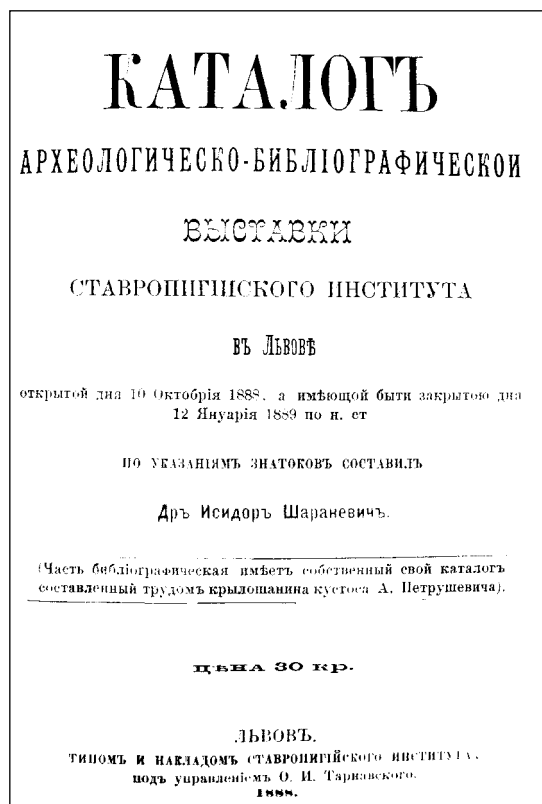 КАТАЛОГЪ
АРХЕОЛОГИЧЕСКО-БИБЛІОГРАФИЧЕСКОИ
ВЫСТАВКИ
СТАВРОПИГІЙСКОГО ИНСТИТУТА
въ Львовѣ
открытой дня 10 Октобрія 1888, а имѣющой быти закрытою дня
12 Януарія 1889 по н. ст
ПО УКАЗАНІЯМЪ ЗНАТОКОВЪ СОСТАВИЛЪ
Дръ Исидоръ Шараневичъ.
(Часть библіографическая имѣетъ собственный свой каталогъ
составленный трудомъ крылошанина кустоса А. Петрушевича).
ЦѢНА 30 кр.
ЛЬВОВЪ.
ТИПОМЪ И НАКЛАДОМЪ СТАВРОПИГІЙСКОГО ИНСТИТУТА,
подъ управленіемъ О. И. Тарнавского.
1888.